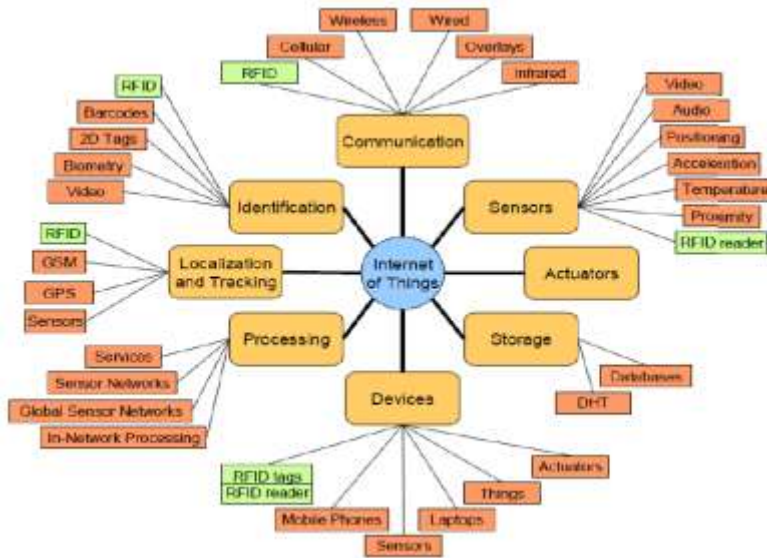 Wireless
Wired
Cellular
Overlays
RFID
Infrared
Communication
RFID
Barcodes
2D Tags
Biometry
Video
Identification
Video
Audio
Positioning
Acceleration
Temperature
Proximity
RFID reader
Sensors
RFID
GSM
GPS
Sensors
Localization
and Tracking
Internet
of Things
Actuators
Processing
Services
Sensor Networks
Global Sensor Networks
In-Network Processing
Storage
Databases
DHT
Devices
RFID tags
RFID reader
Mobile Phones
Sensors
Laptops
Things
Actuators